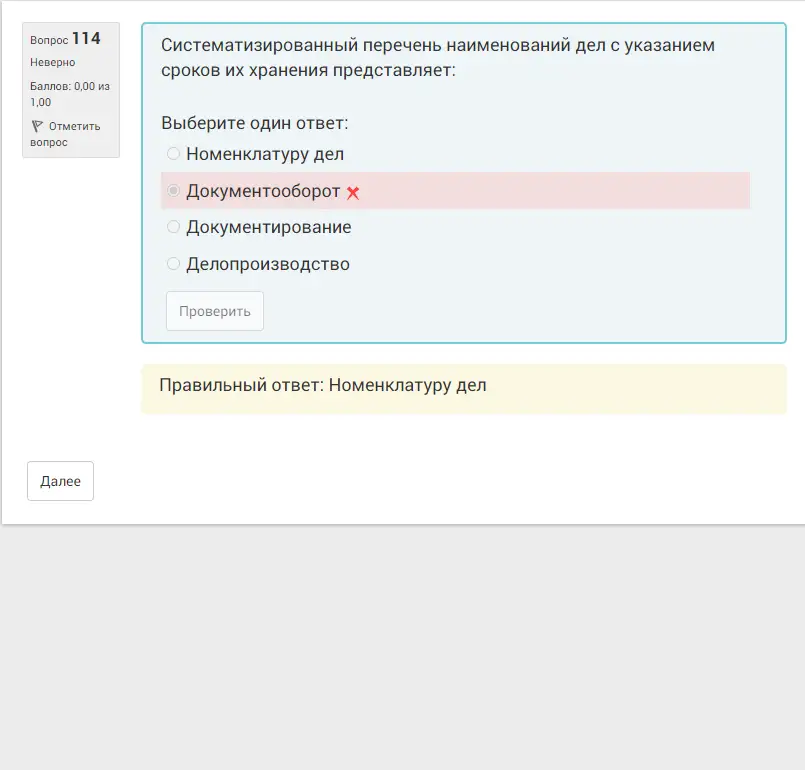 Вопрос 114
Неверно
Баллов: 0,00 из
1,00
Отметить
вопрос
Систематизированный перечень наименований дел с указанием
сроков их хранения представляет:
Выберите один ответ:
Номенклатуру дел
Документооборот
Документирование
Делопроизводство
Проверить
Правильный ответ: Номенклатуру дел
Далее